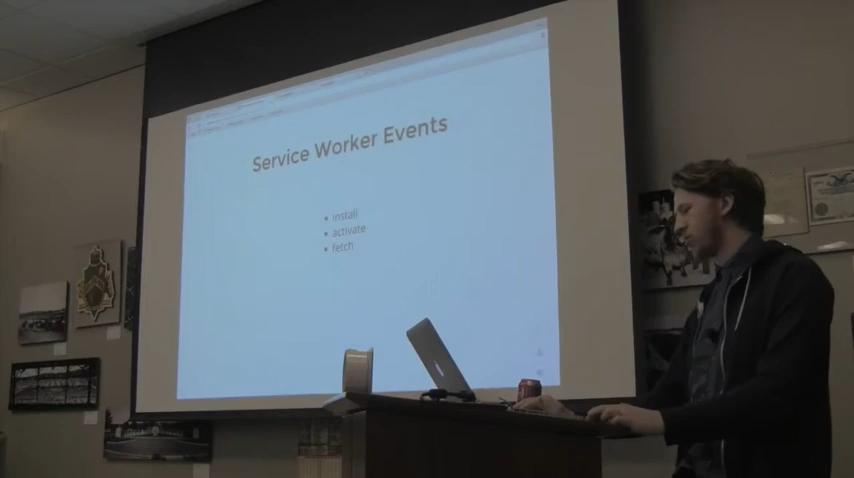 Service Worker Events
install
activate
fetch